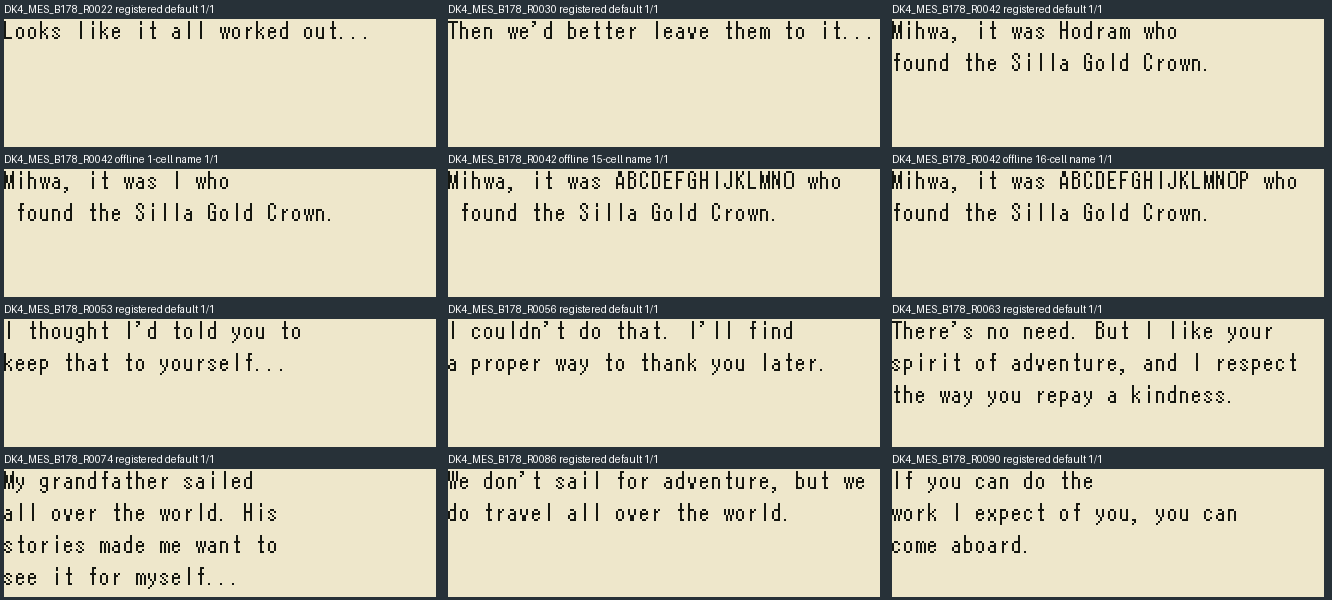 DK4_MES_B178_R0022 registered default 1/1
Looks like it all worked out...
DK4_MES_B178_R0030 registered default 1/1
Then we'd better leave them to it...
DK4_MES_B178_R0042 registered default 1/1
Mihwa, it was Hodram who
found the Silla Gold Crown.
DK4_MES_B178_R0042 offline 1-cell name 1/1
Mihwa, it was I who
found the Silla Gold Crown.
DK4_MES_B178_R0042 offline 15-cell name 1/1
Mihwa, it was ABCDEFGHIJKLMNO who
found the Silla Gold Crown.
DK4_MES_B178_R0042 offline 16-cell name 1/1
Mihwa, it was ABCDEFGHIJKLMNOP who
found the Silla Gold Crown.
DK4_MES_B178_R0053 registered default 1/1
I thought I'd told you to
keep that to yourself...
DK4_MES_B178_R0056 registered default 1/1
I couldn't do that. I'll find
a proper way to thank you later.
DK4_MES_B178_R0063 registered default 1/1
There's no need. But I like your
spirit of adventure, and I respect
the way you repay a kindness.
DK4_MES_B178_R0074 registered default 1/1
My grandfather sailed
all over the world. His
stories made me want to
see it for myself...
DK4_MES_B178_R0086 registered default 1/1
We don't sail for adventure, but we
do travel all over the world.
DK4_MES_B178_R0090 registered default 1/1
If you can do the
work I expect of you, you can
come aboard.